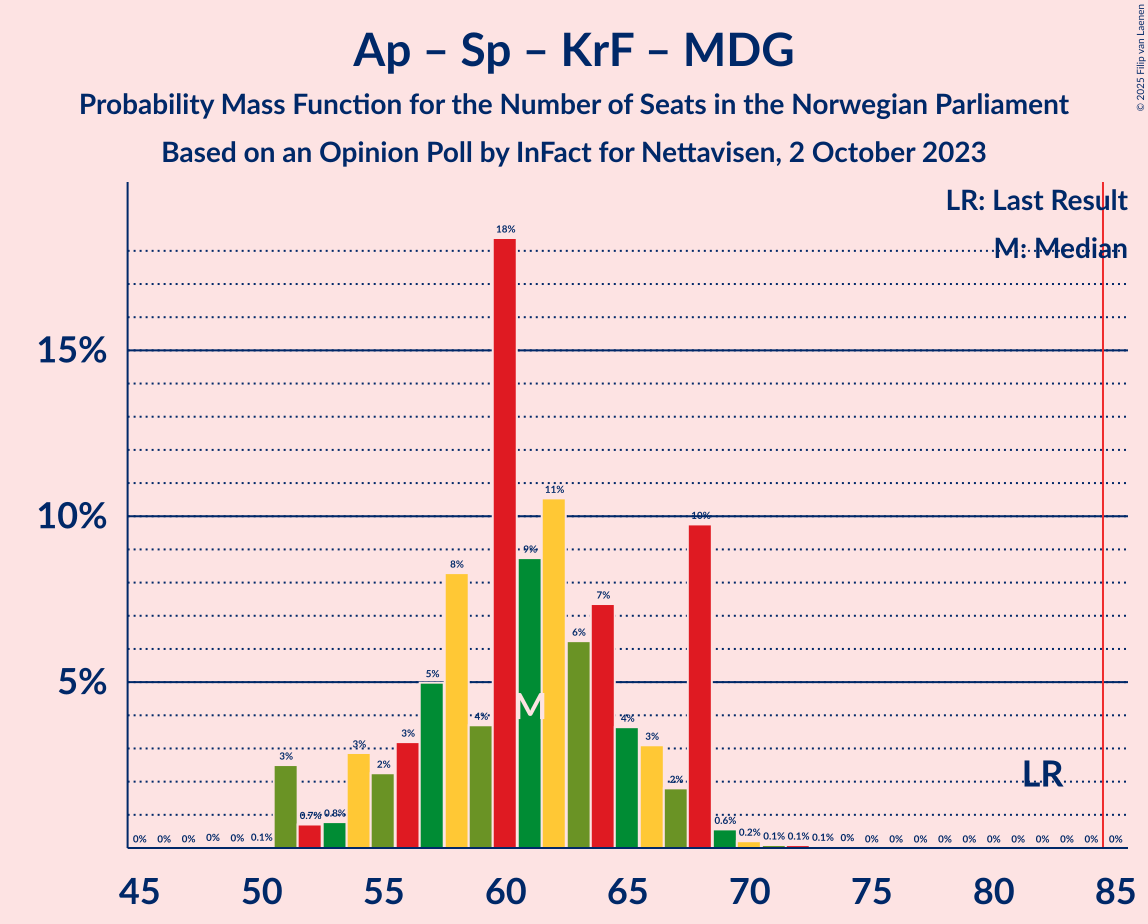 Ap – Sp – KrF – MDG
Probability Mass Function for the Number of Seats in the Norwegian Parliament
Based on an Opinion Poll by InFact for Nettavisen, 2 October 2023
© 2025 Filip van Laenen
LR: Last Result
M: Median
15%
10%
5%
0% 0% 0% 0% 0% 0.1% 3% 0.7% 0.8% 3% 2% 3% 5% 8% 4% 18% 9% 11% 6% 7% 4% 3% 2% 10% 0.6% 0.2% 0.1% 0.1% 0.1% 0% 0% 0% 0% 0% 0% 0% 0% 0% 0% 0% 0%
M
LR
45 50 55 60 65 70 75 80 85